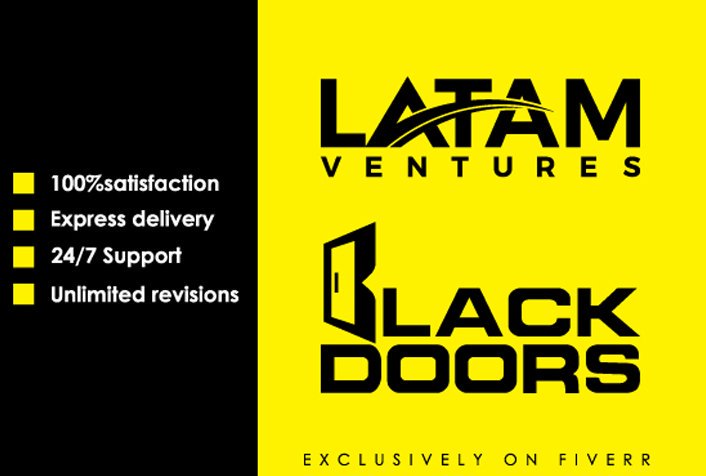 100%satisfaction
Express delivery
24/7 Support
Unlimited revisions
LATAM
VENTURES
BLACK
DOORS
EXCLUSIVELY ON FIVERR